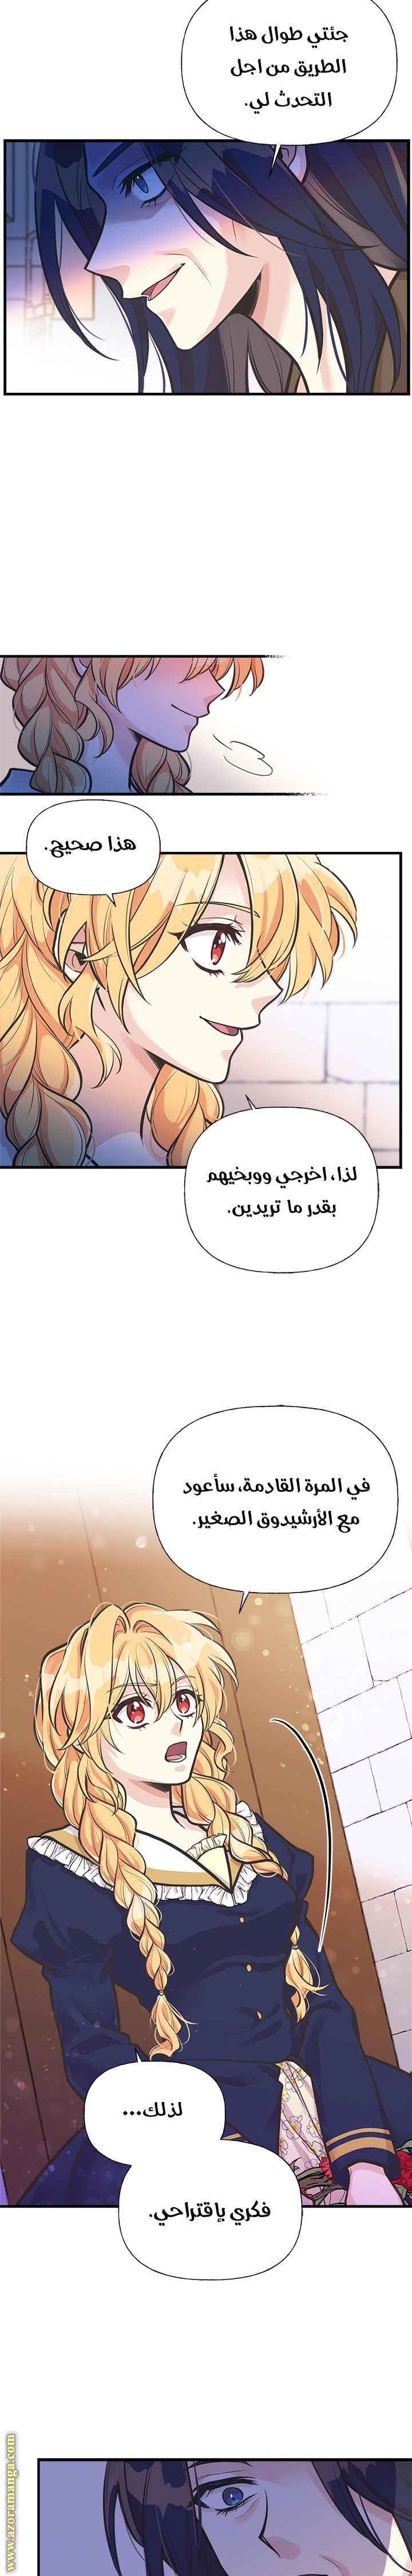 جئتي طوال هذا
الطريق من اجل
التحدث لي.
هذا صحيح.
لذا، اخرجي ووبخيهم
بقدر ما تريدين.
في المرة القادمة، سأعود
مع الأرشيدوق الصغير.
لذلك...
فكري بإقتراحي.
www.azoramanga.com